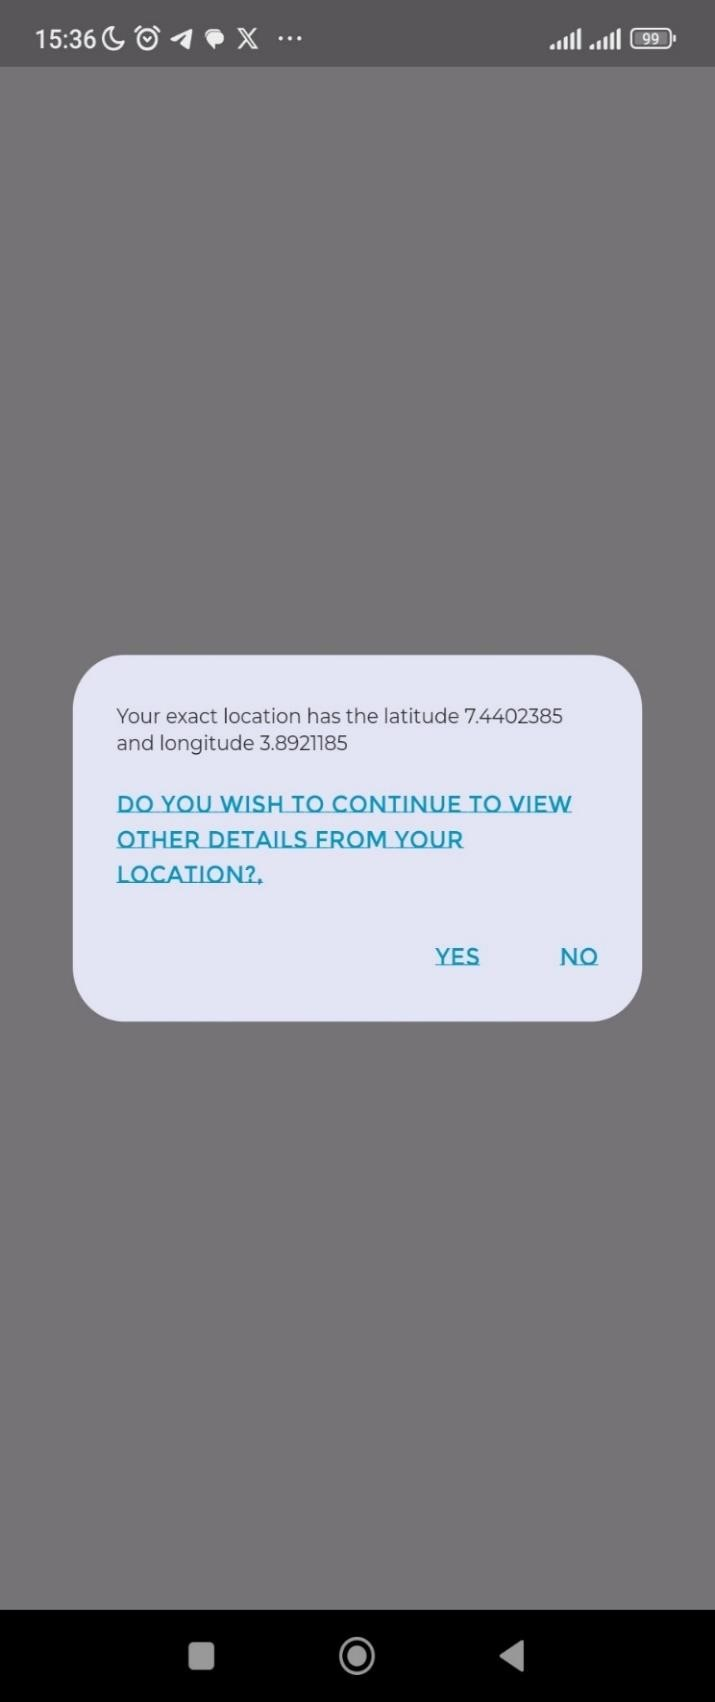 15:36 X ...
99
Your exact location has the latitude 7.4402385
and longitude 3.8921185
DO YOU WISH TO CONTINUE TO VIEW
OTHER DETAILS FROM YOUR
LOCATION?,
YES NO